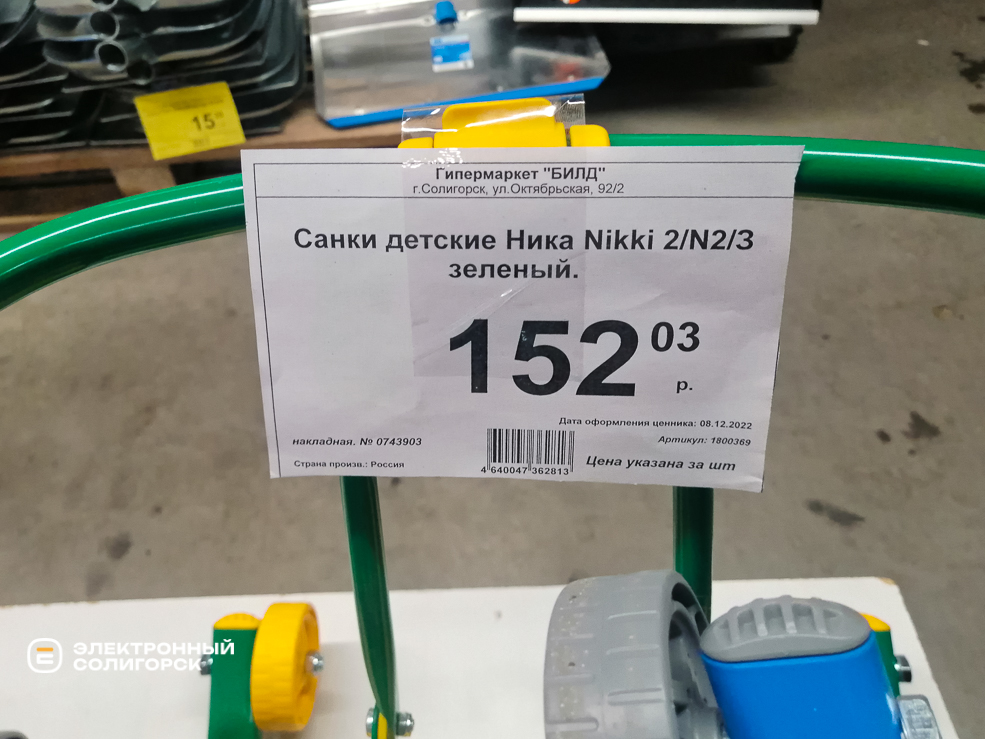 15
Гипермаркет "БИЛД"
г.Солигорск, ул.Октябрьская, 92/2
Санки детские Ника Nikki 2/N2/3
зеленый.
152 03
р.
Дата оформления ценника: 08.12.2022
накладная. № 0743903
Артикул: 1800369
Страна произв.: Россия
4 640047 362813
Цена указана за шт
ЭЛЕКТРОННЫЙ
СОЛИГОРСК